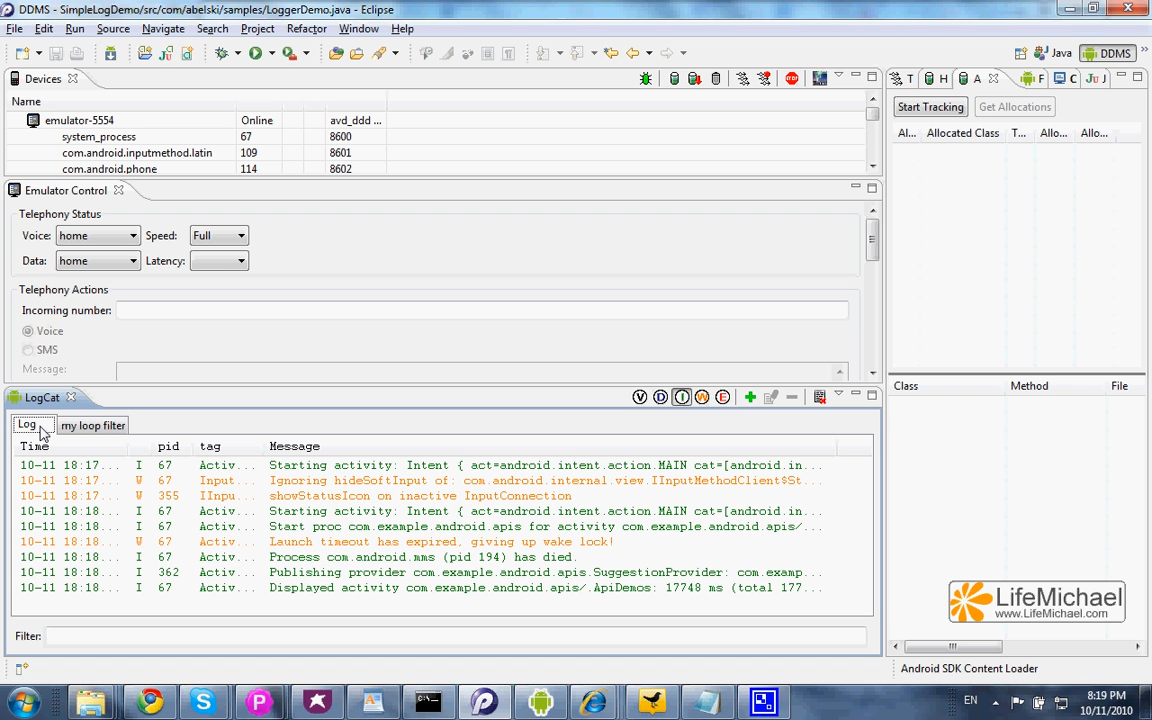 DDMS - SimpleLogDemo/src/com/abelski/samples/LoggerDemo.java - Eclipse
File Edit Run Source Navigate Search Project Refactor Window Help
Java DDMS
Devices
Name
emulator-5554 Online avd_ddd ...
system_process 67 8600
com.android.inputmethod.latin 109 8601
com.android.phone 114 8602
T H A F C J
Start Tracking Get Allocations
Al... Allocated Class T... Allo... Allo...
Emulator Control
Telephony Status
Voice: home Speed: Full
Data: home Latency:
Telephony Actions
Incoming number:
Voice
SMS
Message:
Class Method File
LogCat
V D I W E
Log my loop filter
Time pid tag Message
10-11 18:17... I 67 Activ... Starting activity: Intent { act=android.intent.action.MAIN cat=[android.in...
10-11 18:17... W 67 Input... Ignoring hideSoftInput of: com.android.internal.view.IInputMethodClient$St...
10-11 18:17... W 355 IInpu... showStatusIcon on inactive InputConnection
10-11 18:18... I 67 Activ... Starting activity: Intent { act=android.intent.action.MAIN cat=[android.in...
10-11 18:18... I 67 Activ... Start proc com.example.android.apis for activity com.example.android.apis/...
10-11 18:18... W 67 Activ... Launch timeout has expired, giving up wake lock!
10-11 18:18... I 67 Activ... Process com.android.mms (pid 194) has died.
10-11 18:18... I 362 Activ... Publishing provider com.example.android.apis.SuggestionProvider: com.examp...
10-11 18:18... I 67 Activ... Displayed activity com.example.android.apis/.ApiDemos: 17748 ms (total 177...
Filter:
LifeMichael
www.LifeMichael.com
Android SDK Content Loader
EN
8:19 PM
10/11/2010